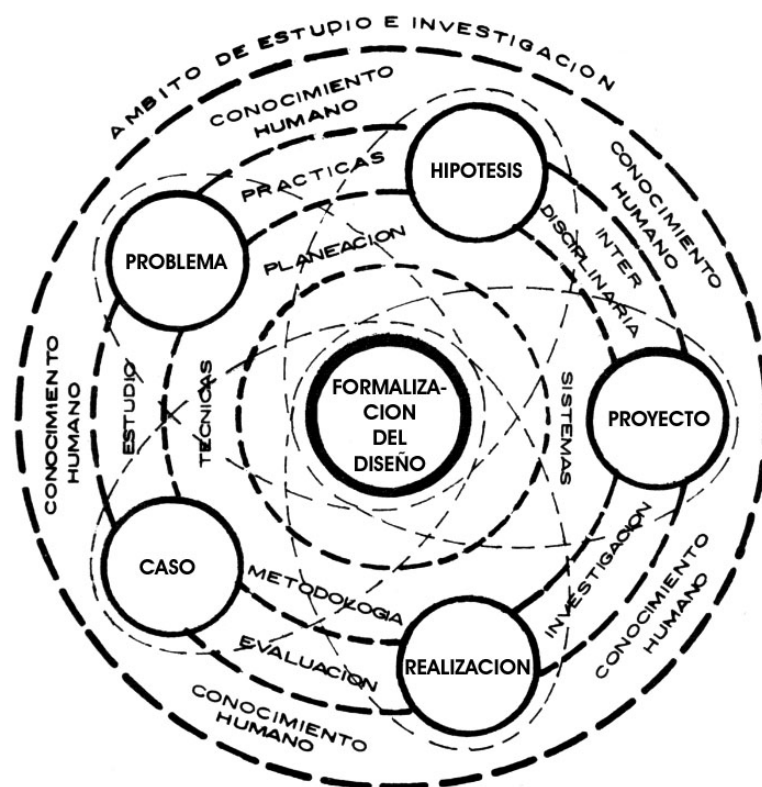 AMBITO DE ESTUDIO E INVESTIGACION
CONOCIMIENTO
HUMANO
CONOCIMIENTO
HUMANO
HIPOTESIS
PRACTICAS
PLANEACION
INTER
DISCIPLINARIA
PROBLEMA
CONOCIMIENTO
HUMANO
ESTUDIO
TECNICAS
FORMALIZA-
CION
DEL
DISEÑO
SISTEMAS
PROYECTO
CASO
METODOLOGIA
EVALUACION
REALIZACION
INVESTIGACION
CONOCIMIENTO
HUMANO
CONOCIMIENTO
HUMANO